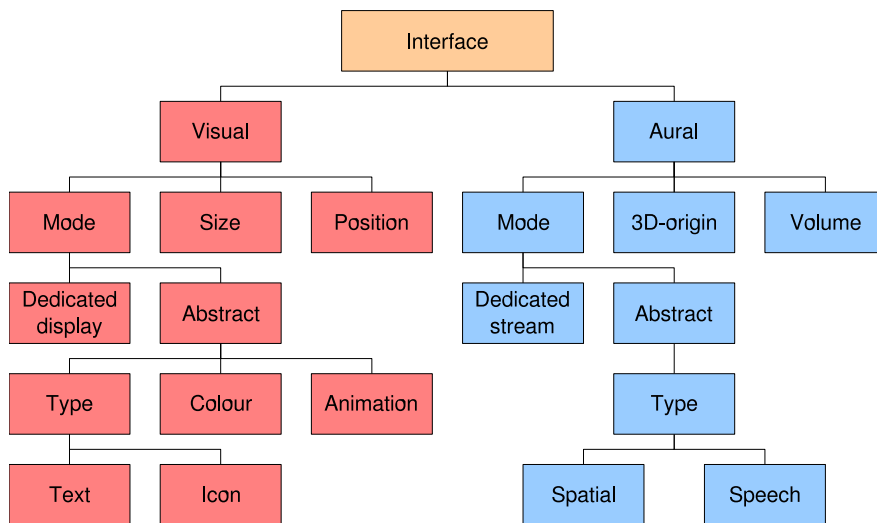 Interface
Visual
Aural
Mode
Size
Position
Mode
3D-origin
Volume
Dedicated
display
Abstract
Dedicated
stream
Abstract
Type
Colour
Animation
Type
Text
Icon
Spatial
Speech